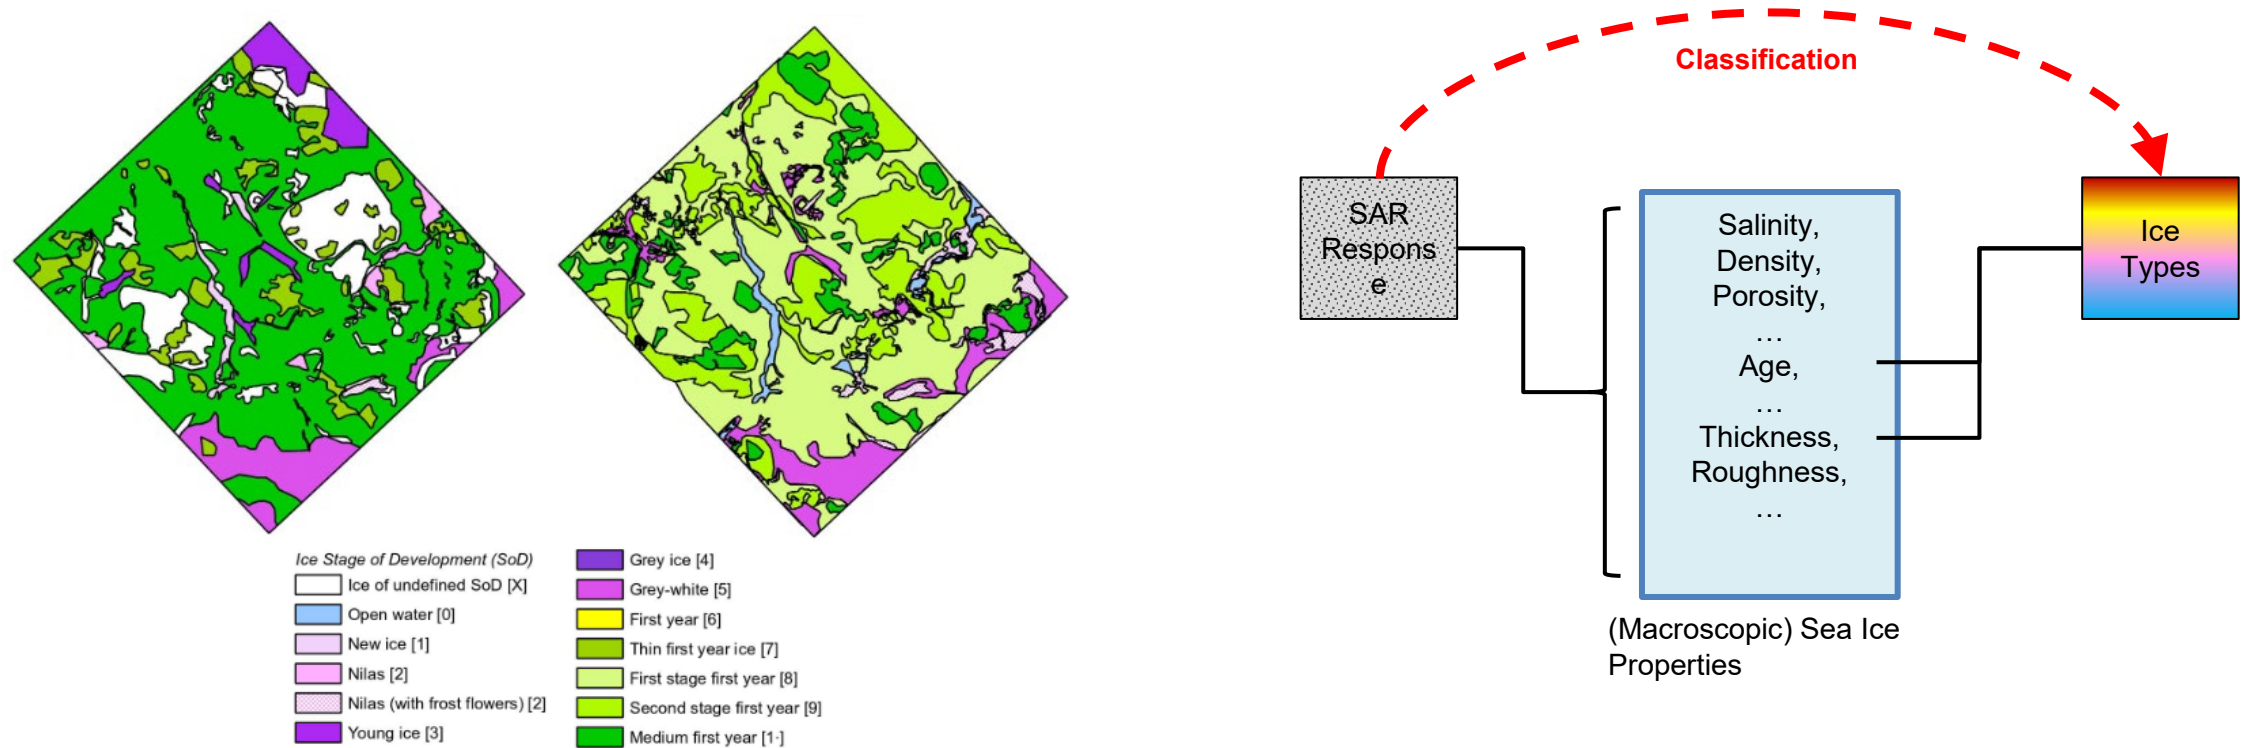 Ice Stage of Development (SoD)
Ice of undefined SoD [X]
Open water [0]
New ice [1]
Nilas [2]
Nilas (with frost flowers) [2]
Young ice [3]
Grey ice [4]
Grey-white [5]
First year [6]
Thin first year ice [7]
First stage first year [8]
Second stage first year [9]
Medium first year [1·]
Classification
SAR
Respons
e
Salinity,
Density,
Porosity,
…
Age,
…
Thickness,
Roughness,
…
(Macroscopic) Sea Ice
Properties
Ice
Types